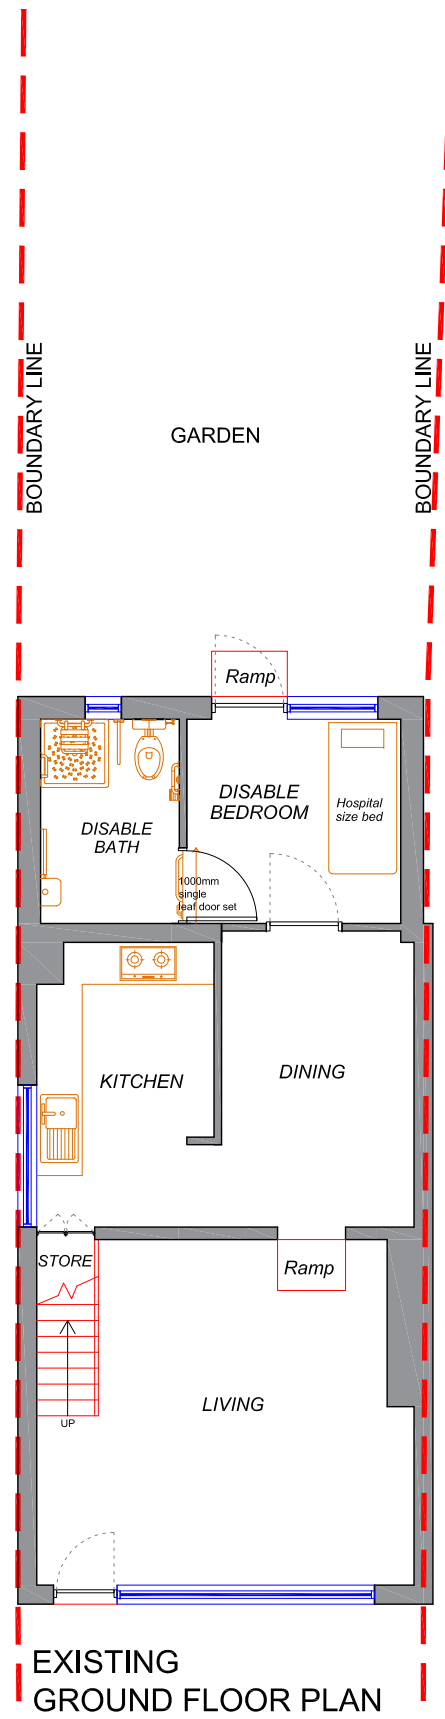 BOUNDARY LINE
BOUNDARY LINE
GARDEN
Ramp
DISABLE
BATH
DISABLE
BEDROOM
Hospital
size bed
1000mm
single
leaf door set
KITCHEN
DINING
STORE
Ramp
LIVING
UP
EXISTING
GROUND FLOOR PLAN